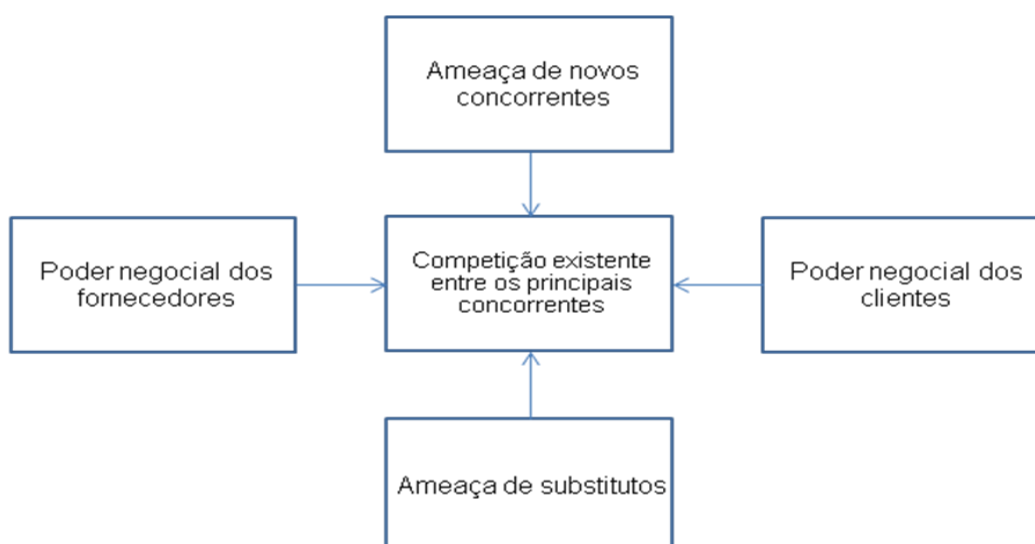 Ameaça de novos
concorrentes
Poder negocial dos
fornecedores
Competição existente
entre os principais
concorrentes
Poder negocial dos
clientes
Ameaça de substitutos